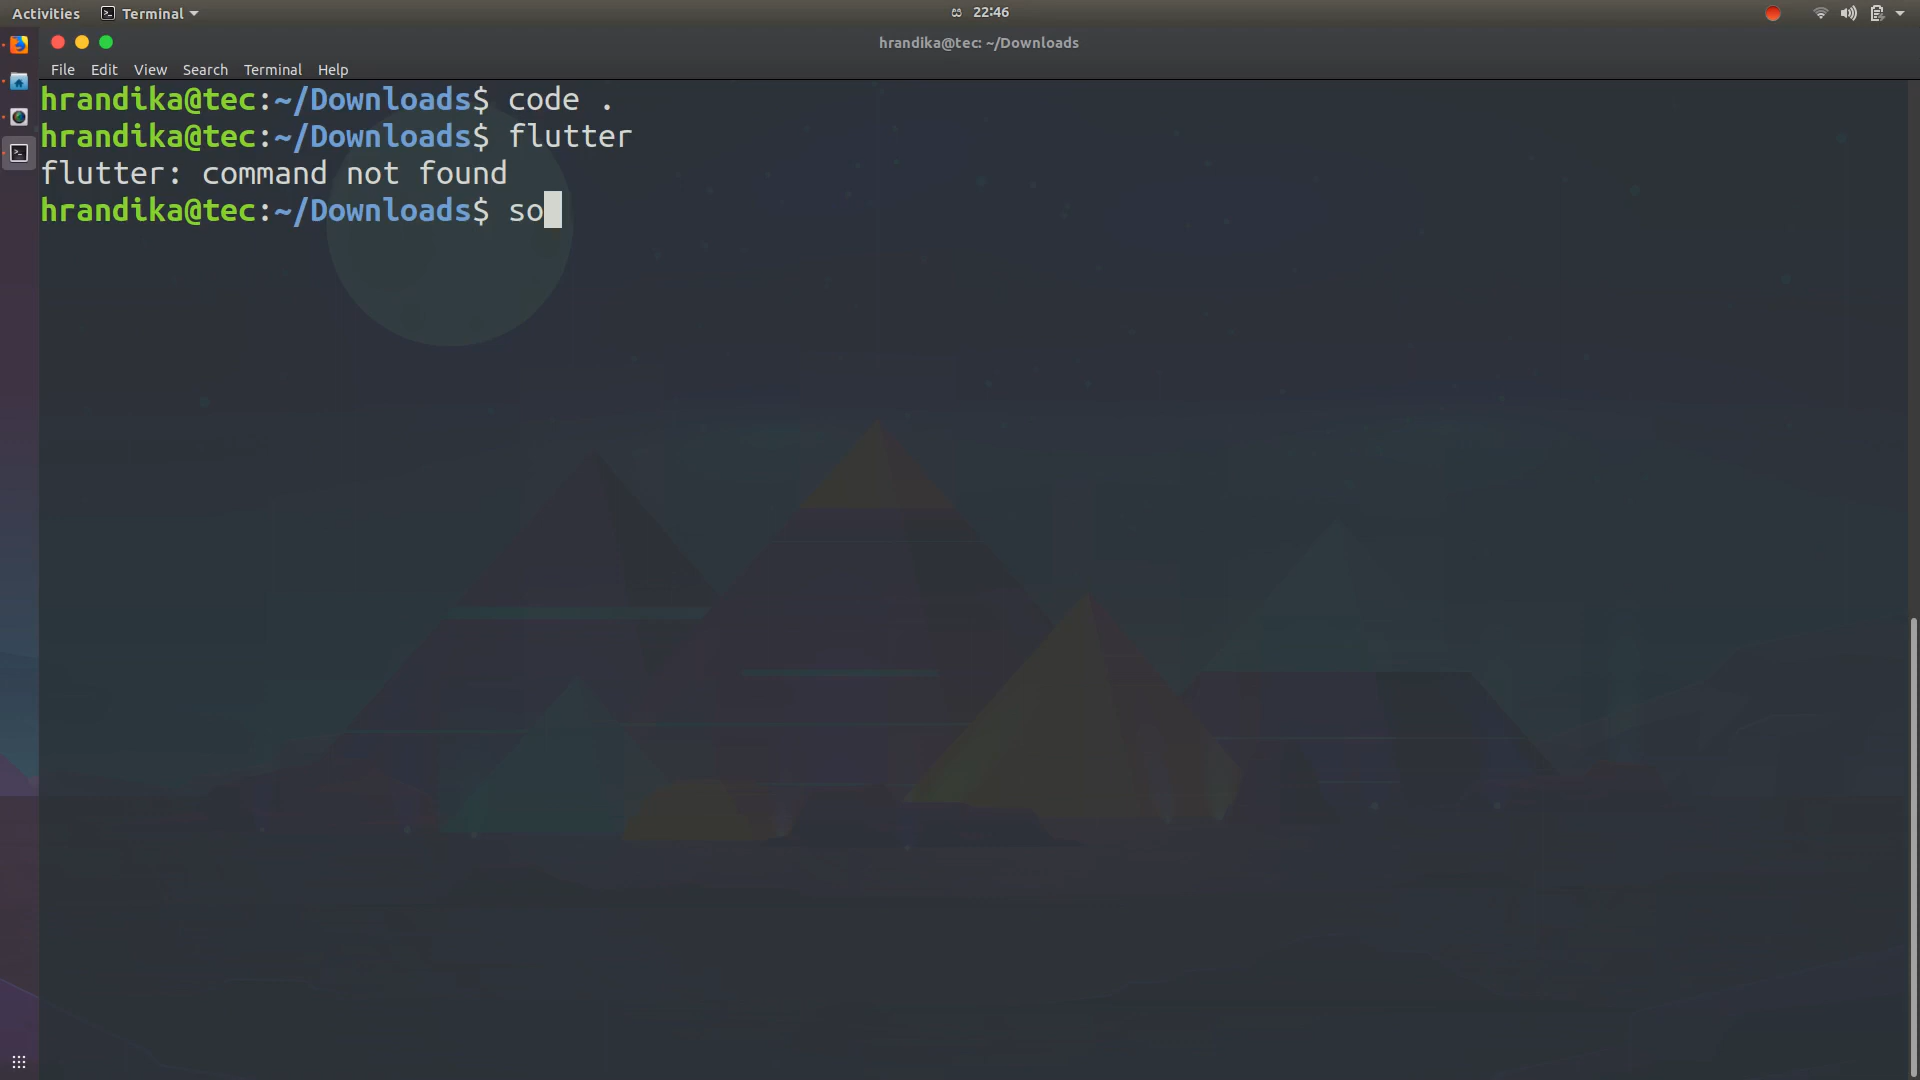 Activities Terminal ස 22:46
hrandika@tec: ~/Downloads
File Edit View Search Terminal Help
hrandika@tec:~/Downloads$ code .
hrandika@tec:~/Downloads$ flutter
flutter: command not found
hrandika@tec:~/Downloads$ so